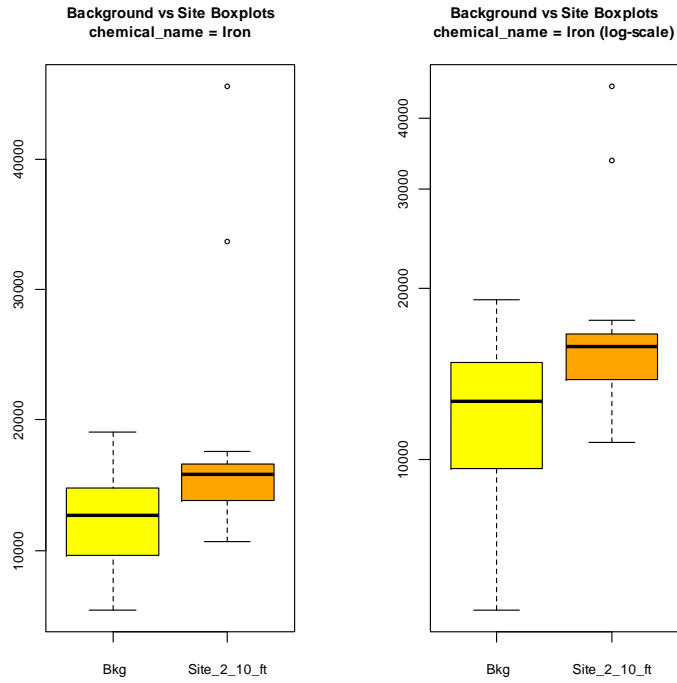 Background vs Site Boxplots
chemical_name = Iron
40000
30000
20000
10000
Bkg Site_2_10_ft
Background vs Site Boxplots
chemical_name = Iron (log-scale)
40000
30000
20000
10000
Bkg Site_2_10_ft